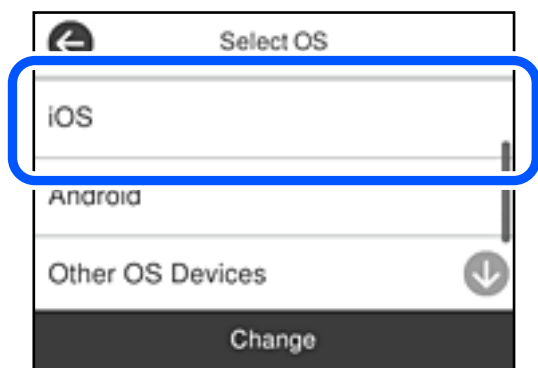 Select OS
iOS
Android
Other OS Devices
Change